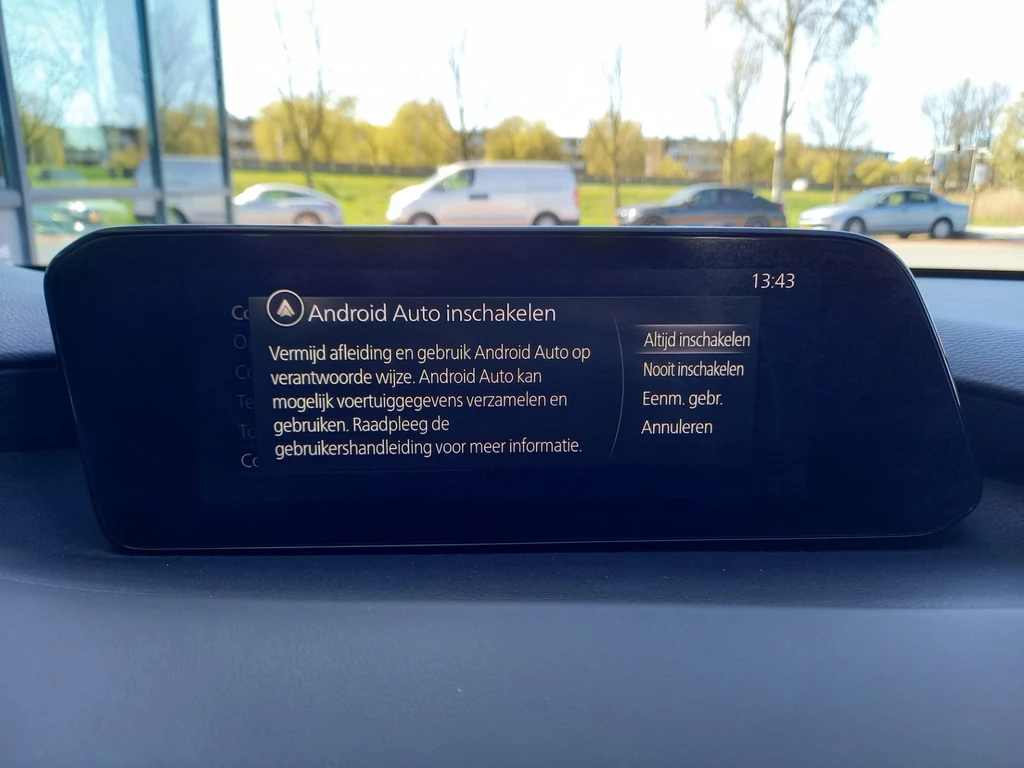 13:43
Android Auto inschakelen
Vermijd afleiding en gebruik Android Auto op
verantwoorde wijze. Android Auto kan
mogelijk voertuiggegevens verzamelen en
gebruiken. Raadpleeg de
gebruikershandleiding voor meer informatie.
Altijd inschakelen
Nooit inschakelen
Eenm. gebr.
Annuleren